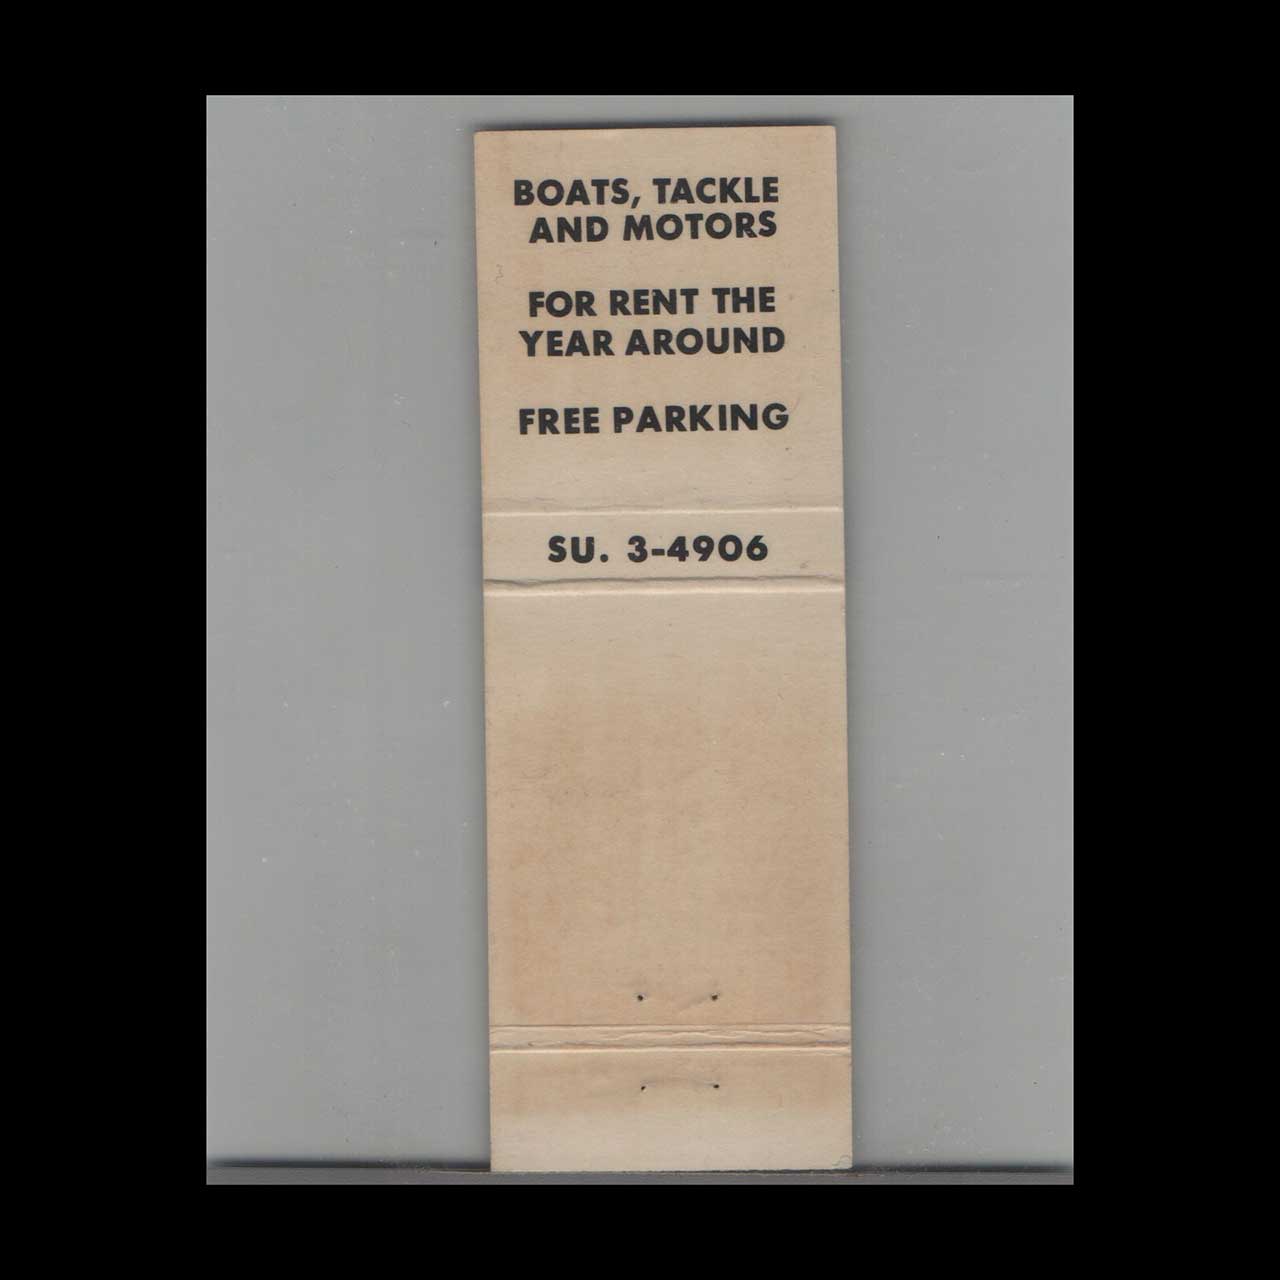 BOATS, TACKLE
AND MOTORS
FOR RENT THE
YEAR AROUND
FREE PARKING
SU. 3-4906